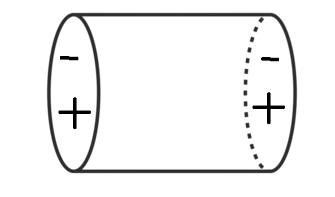 - -
+ +